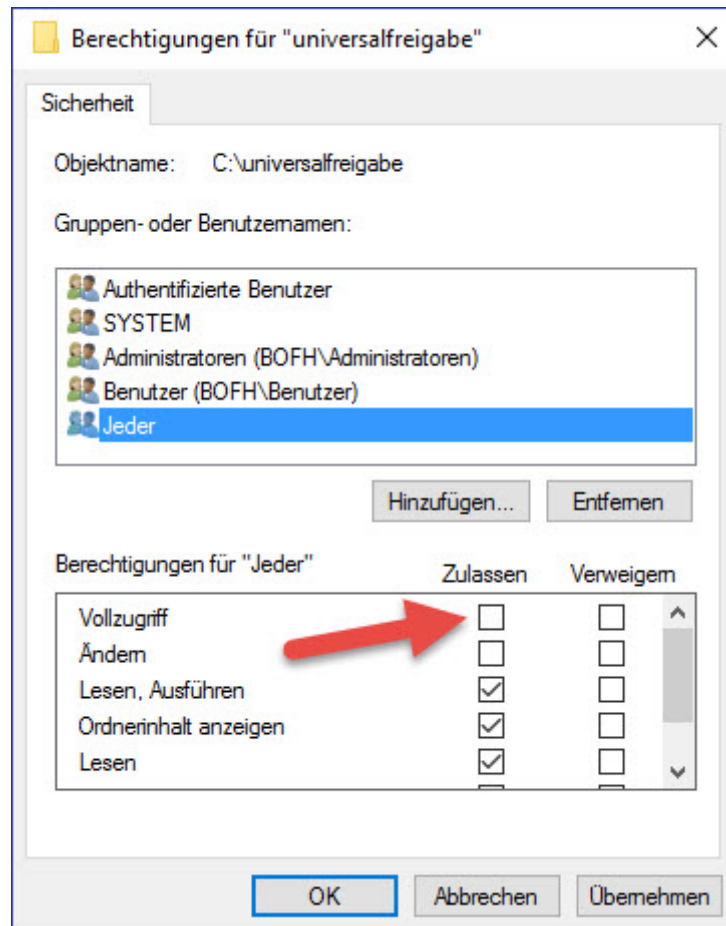 Berechtigungen für "universalfreigabe"
Sicherheit
Objektname: C:\universalfreigabe
Gruppen- oder Benutzernamen:
Authentifizierte Benutzer
SYSTEM
Administratoren (BOFH\Administratoren)
Benutzer (BOFH\Benutzer)
Jeder
Hinzufügen... Entfernen
Berechtigungen für "Jeder" Zulassen Verweigern
Vollzugriff
Ändern
Lesen, Ausführen
Ordnerinhalt anzeigen
Lesen
OK Abbrechen Übernehmen